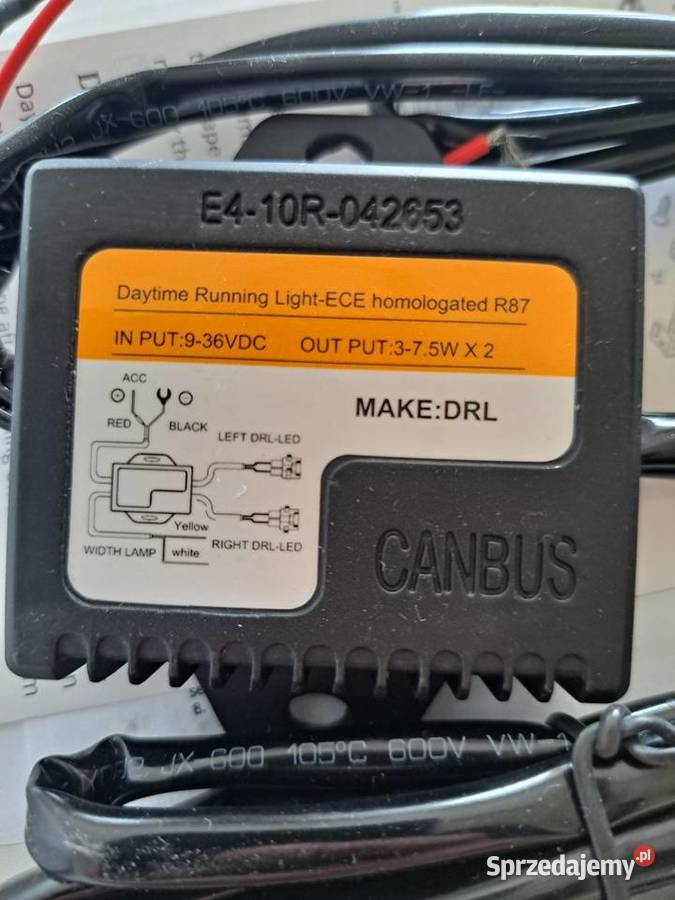 JX-600 105°C 600V VW-1
E4-10R-042653
Daytime Running Light-ECE homologated R87
IN PUT:9-36VDC OUT PUT:3-7.5W X 2
ACC
+ -
RED BLACK
MAKE:DRL
LEFT DRL-LED
Yellow
WIDTH LAMP white RIGHT DRL-LED
CANBUS
JX-600 105°C 600V VW-1
Sprzedajemy.pl